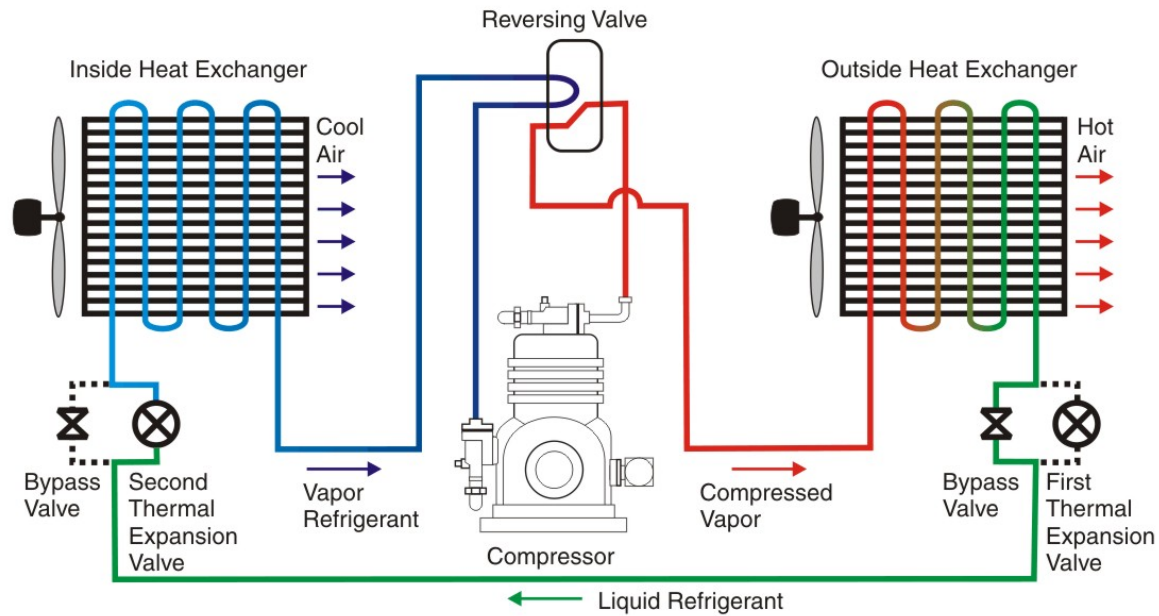 Reversing Valve
Inside Heat Exchanger
Outside Heat Exchanger
Cool
Air
Hot
Air
Bypass
Valve
Second
Thermal
Expansion
Valve
Vapor
Refrigerant
Compressor
Compressed
Vapor
Bypass
Valve
First
Thermal
Expansion
Valve
Liquid Refrigerant